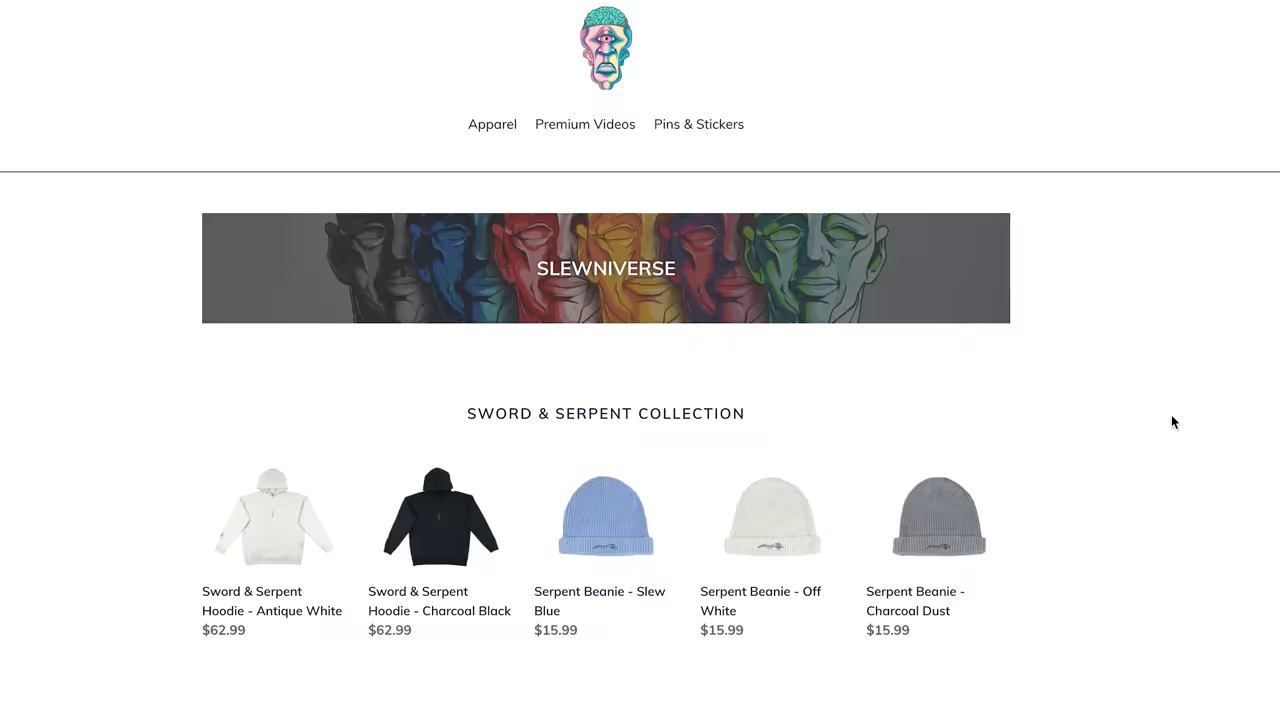 Apparel Premium Videos Pins & Stickers
SLEWNIVERSE
SWORD & SERPENT COLLECTION
Sword & Serpent
Hoodie - Antique White
$62.99
Sword & Serpent
Hoodie - Charcoal Black
$62.99
Serpent Beanie - Slew
Blue
$15.99
Serpent Beanie - Off
White
$15.99
Serpent Beanie -
Charcoal Dust
$15.99